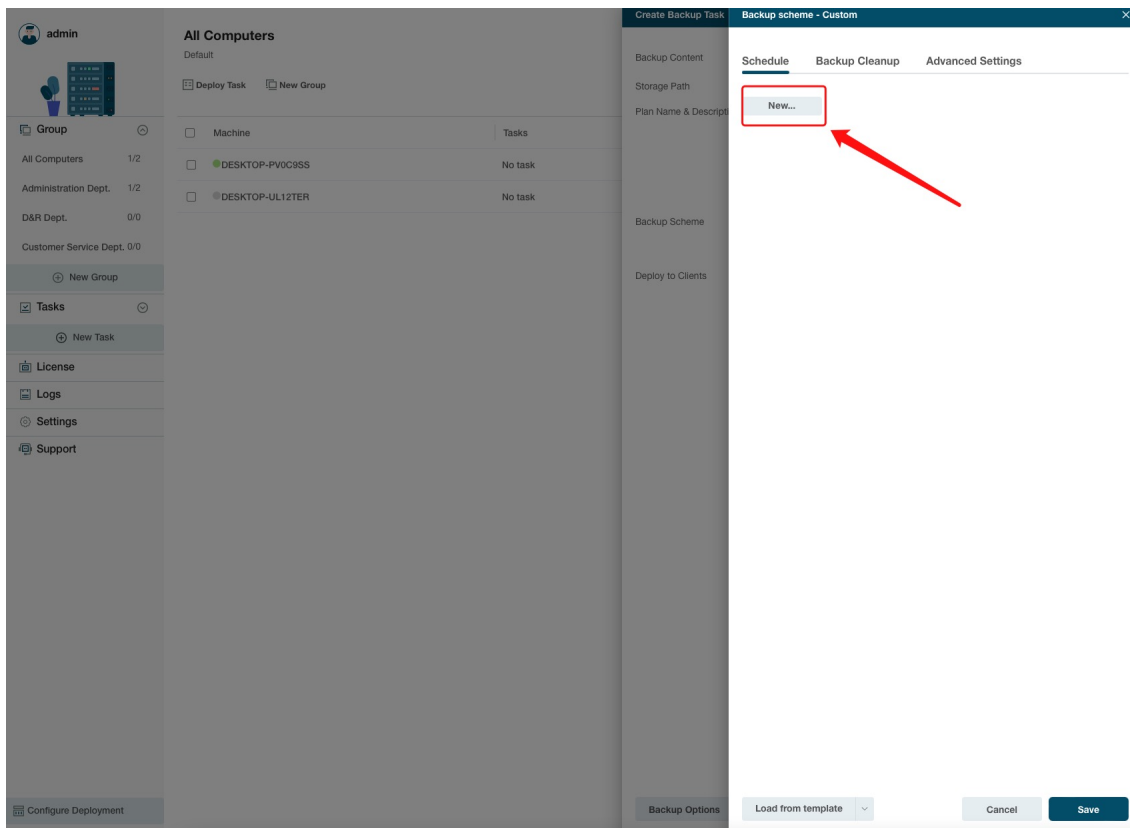 admin
Group
All Computers 1/2
Administration Dept. 1/2
D&R Dept. 0/0
Customer Service Dept. 0/0
New Group
Tasks
New Task
License
Logs
Settings
Support
Configure Deployment
All Computers
Default
Deploy Task New Group
Machine Tasks
DESKTOP-PV0C9SS No task
DESKTOP-UL12TER No task
Create Backup Task
Backup Content
Storage Path
Plan Name & Descripti
Backup Scheme
Deploy to Clients
Backup Options
Backup scheme - Custom
Schedule Backup Cleanup Advanced Settings
New...
Load from template Cancel Save